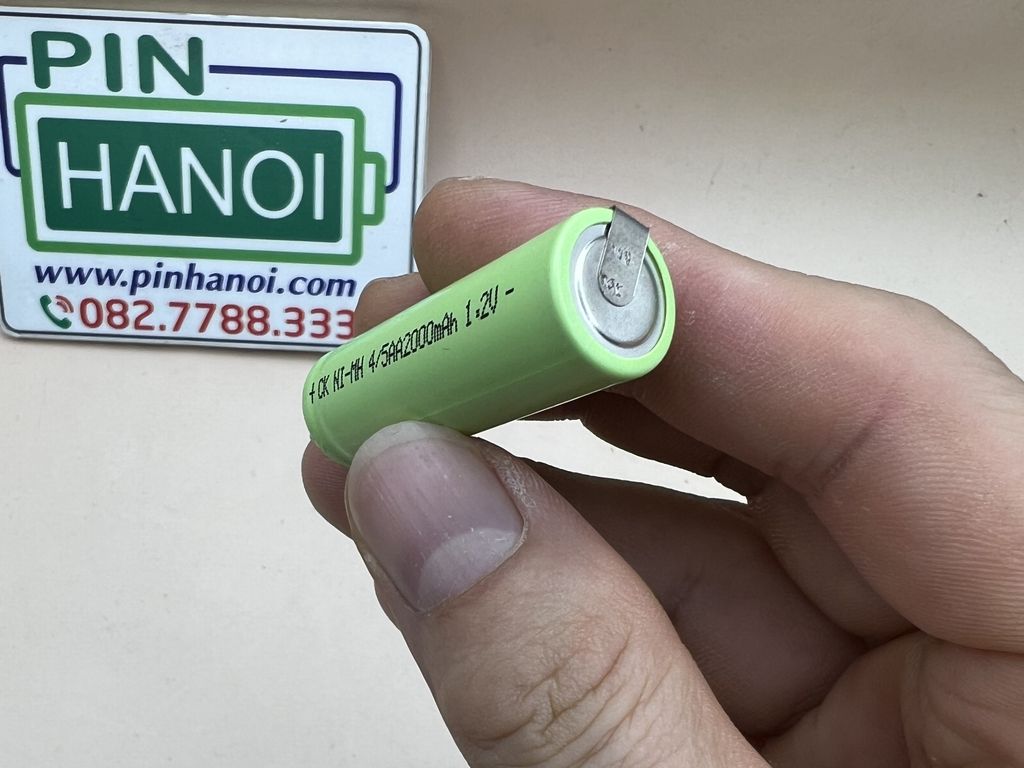 PIN
HANOI
www.pinhanoi.com
082.7788.333
+ CK NI-MH 4/5AA2000mAh 1.2V -